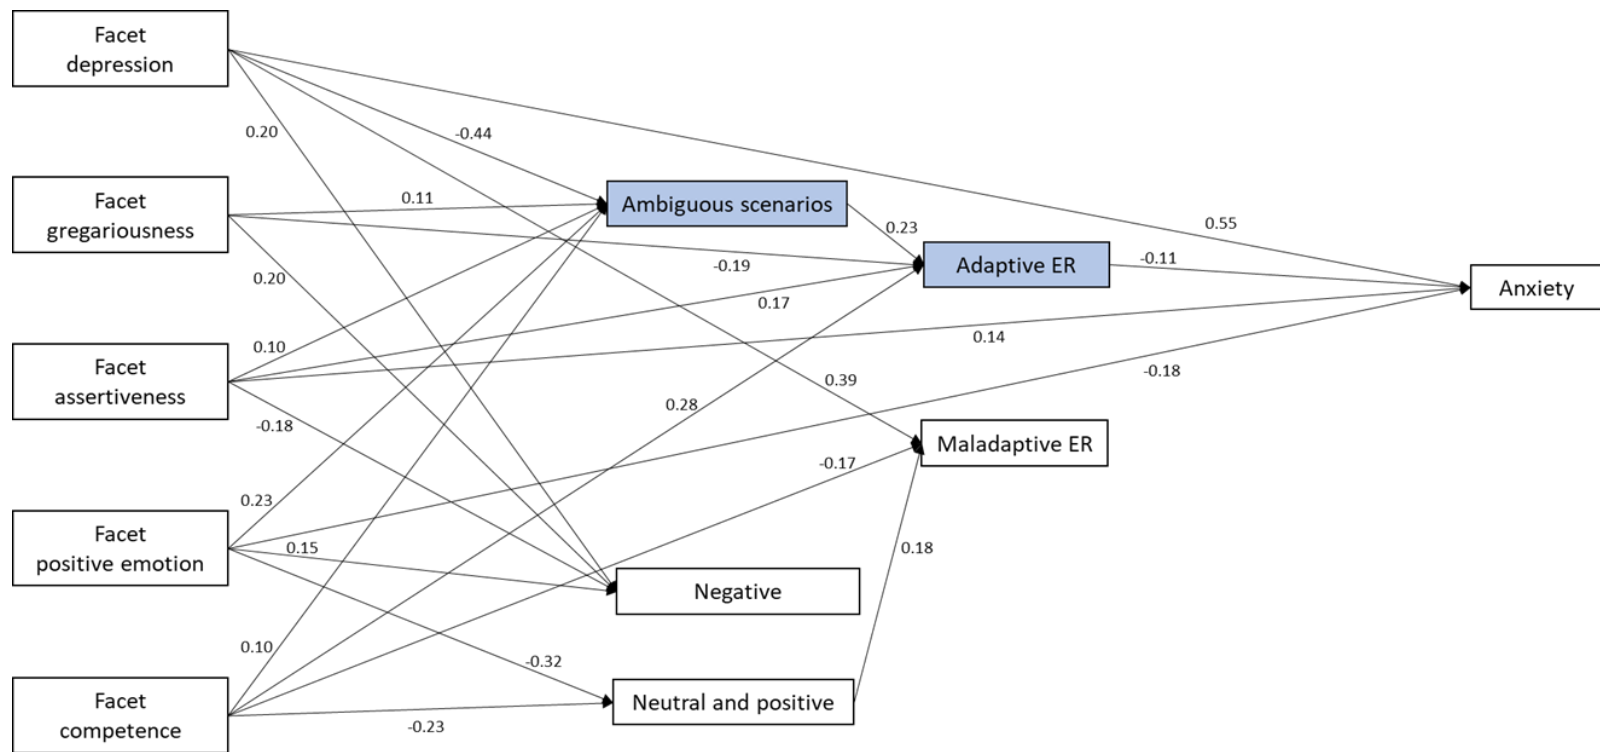 Facet
depression
0.20
-0.44
Facet
gregariousness
0.11
Ambiguous scenarios
0.23
0.55
-0.19
Adaptive ER
-0.11
Anxiety
0.20
0.17
0.14
Facet
assertiveness
0.10
-0.18
0.39
-0.18
0.28
Maladaptive ER
-0.17
Facet
positive emotion
0.23
0.15
0.18
Negative
Facet
competence
0.10
-0.32
Neutral and positive
-0.23